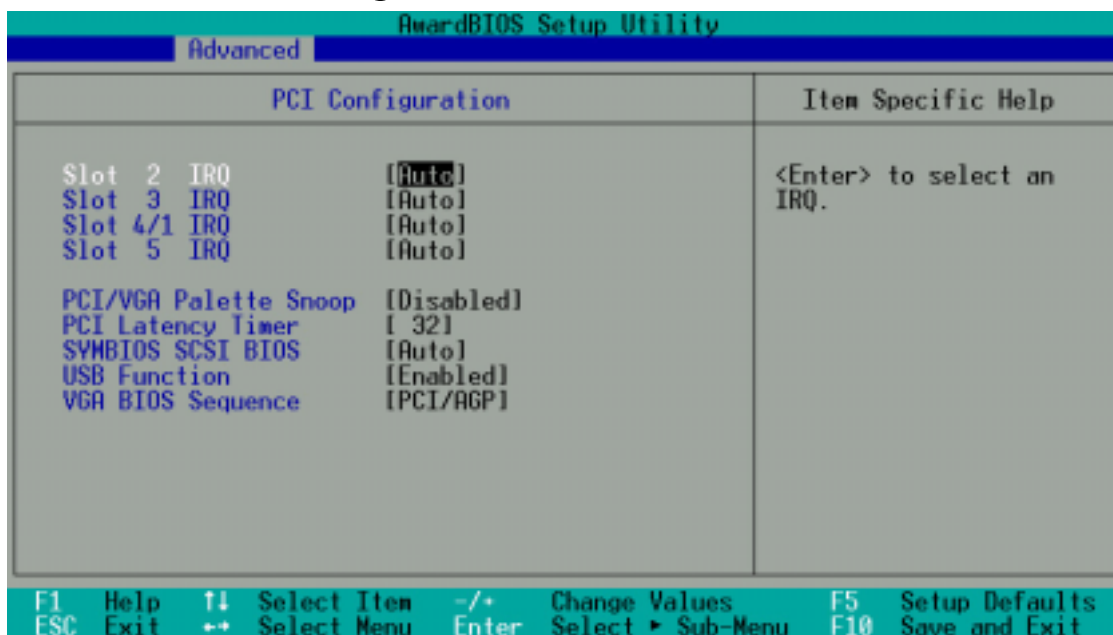 AwardBIOS Setup Utility
Advanced
PCI Configuration
Item Specific Help
Slot 2 IRQ [Auto]
Slot 3 IRQ [Auto]
Slot 4/1 IRQ [Auto]
Slot 5 IRQ [Auto]
PCI/VGA Palette Snoop [Disabled]
PCI Latency Timer [ 32]
SYMBIOS SCSI BIOS [Auto]
USB Function [Enabled]
VGA BIOS Sequence [PCI/AGP]
<Enter> to select an
IRQ.
F1 Help ↑↓ Select Item -/+ Change Values F5 Setup Defaults
ESC Exit ←→ Select Menu Enter Select ► Sub-Menu F10 Save and Exit